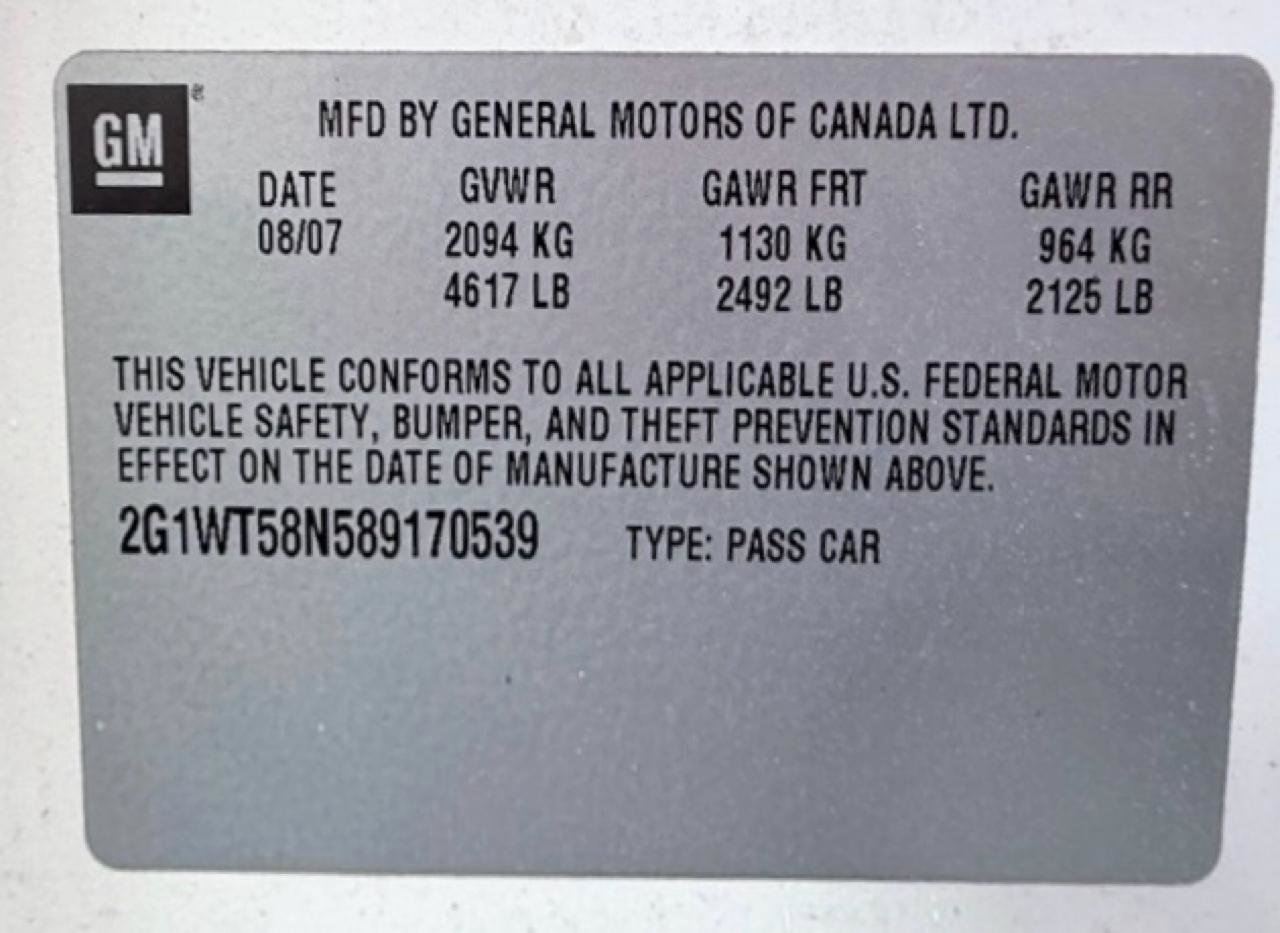 GM ®
MFD BY GENERAL MOTORS OF CANADA LTD.
DATE GVWR GAWR FRT GAWR RR
08/07 2094 KG 1130 KG 964 KG
4617 LB 2492 LB 2125 LB
THIS VEHICLE CONFORMS TO ALL APPLICABLE U.S. FEDERAL MOTOR
VEHICLE SAFETY, BUMPER, AND THEFT PREVENTION STANDARDS IN
EFFECT ON THE DATE OF MANUFACTURE SHOWN ABOVE.
2G1WT58N589170539 TYPE: PASS CAR